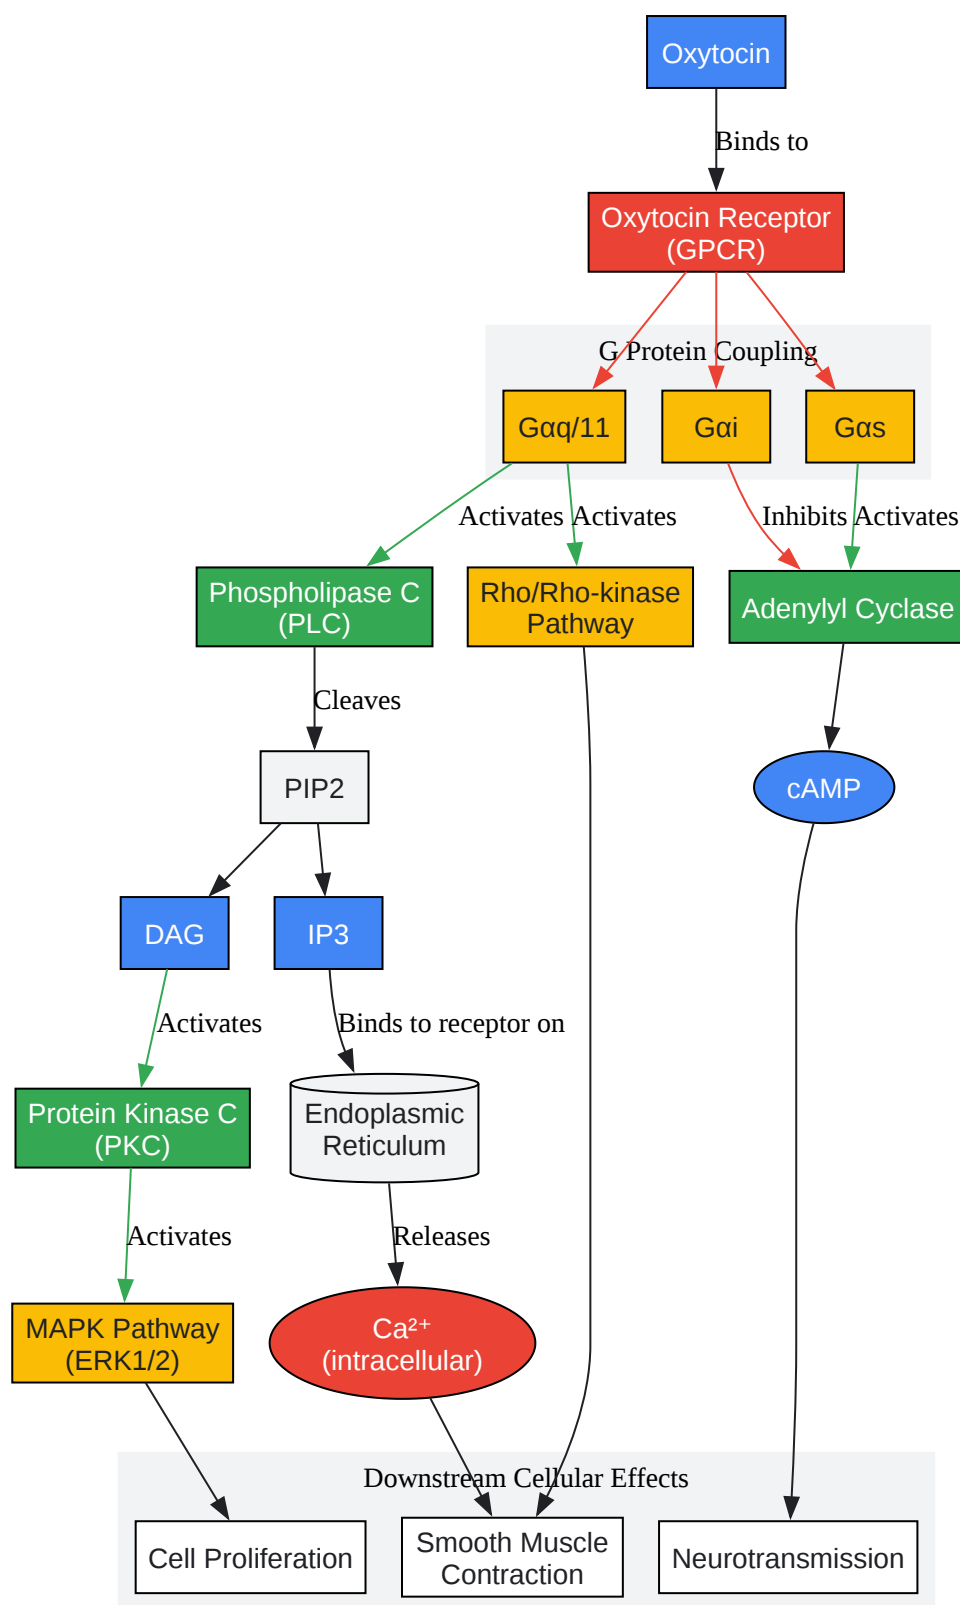 Oxytocin
Binds to
Oxytocin Receptor
(GPCR)
G Protein Coupling
Gαq/11
Gαi
Gαs
Activates
Activates
Inhibits
Activates
Phospholipase C
(PLC)
Rho/Rho-kinase
Pathway
Adenylyl Cyclase
Cleaves
PIP2
cAMP
DAG
IP3
Activates
Binds to receptor on
Protein Kinase C
(PKC)
Endoplasmic
Reticulum
Activates
Releases
MAPK Pathway
(ERK1/2)
Ca²⁺
(intracellular)
Downstream Cellular Effects
Cell Proliferation
Smooth Muscle
Contraction
Neurotransmission